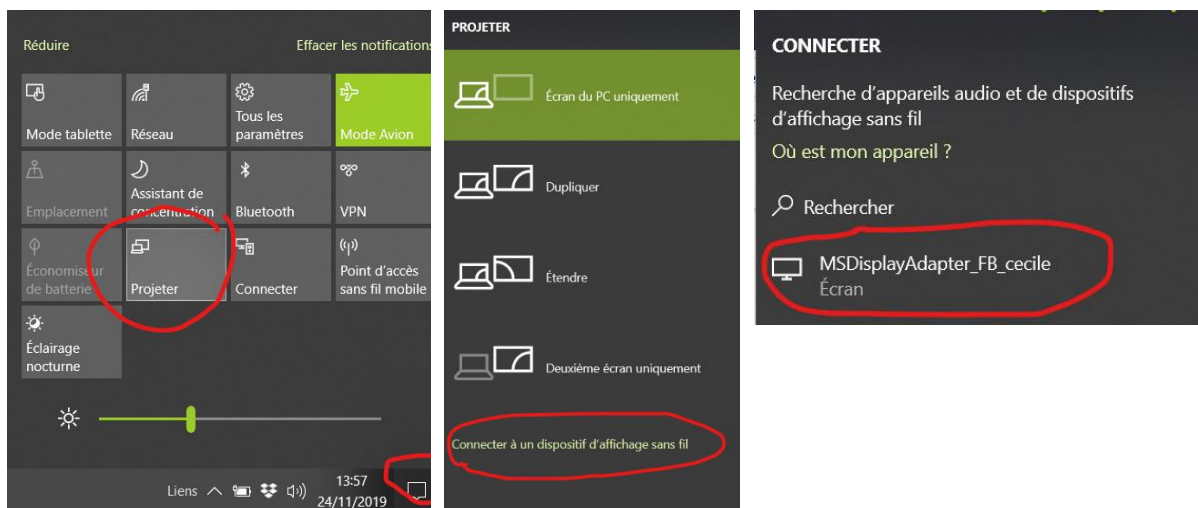 Réduire
Effacer les notifications
Mode tablette
Réseau
Tous les
paramètres
Mode Avion
Emplacement
Assistant de
concentration
Bluetooth
VPN
Économiseur
de batterie
Projeter
Connecter
Point d'accès
sans fil mobile
Éclairage
nocturne
Liens
13:57
24/11/2019
PROJETER
Écran du PC uniquement
Dupliquer
Étendre
Deuxième écran uniquement
Connecter à un dispositif d'affichage sans fil
CONNECTER
Recherche d'appareils audio et de dispositifs
d'affichage sans fil
Où est mon appareil ?
Rechercher
MSDisplayAdapter_FB_cecile
Écran